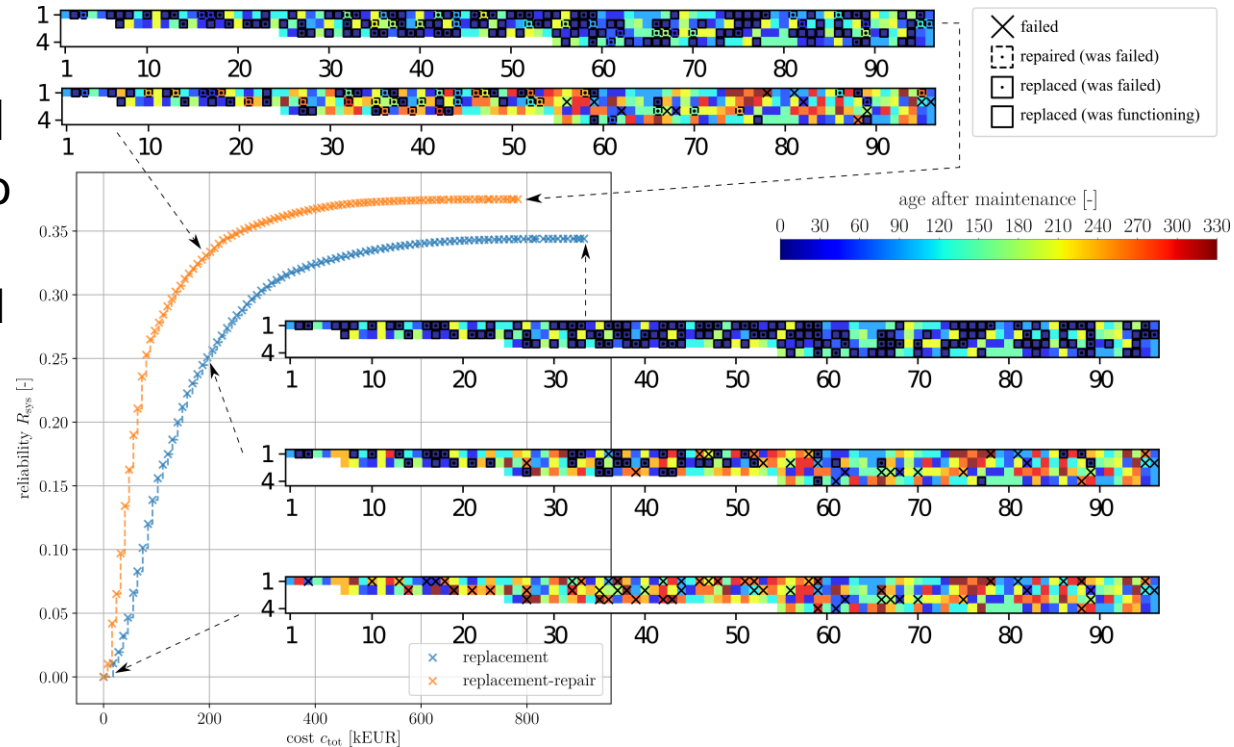 1
4
1 10 20 30 40 50 60 70 80 90
1
4
1 10 20 30 40 50 60 70 80 90
failed
repaired (was failed)
replaced (was failed)
replaced (was functioning)
age after maintenance [-]
0 30 60 90 120 150 180 210 240 270 300 330
reliability R_sys [-]
0.35
0.30
0.25
0.20
0.15
0.10
0.05
0.00
1
4
1 10 20 30 40 50 60 70 80 90
1
4
1 10 20 30 40 50 60 70 80 90
1
4
1 10 20 30 40 50 60 70 80 90
replacement
replacement-repair
0 200 400 600 800
cost c_tot [kEUR]